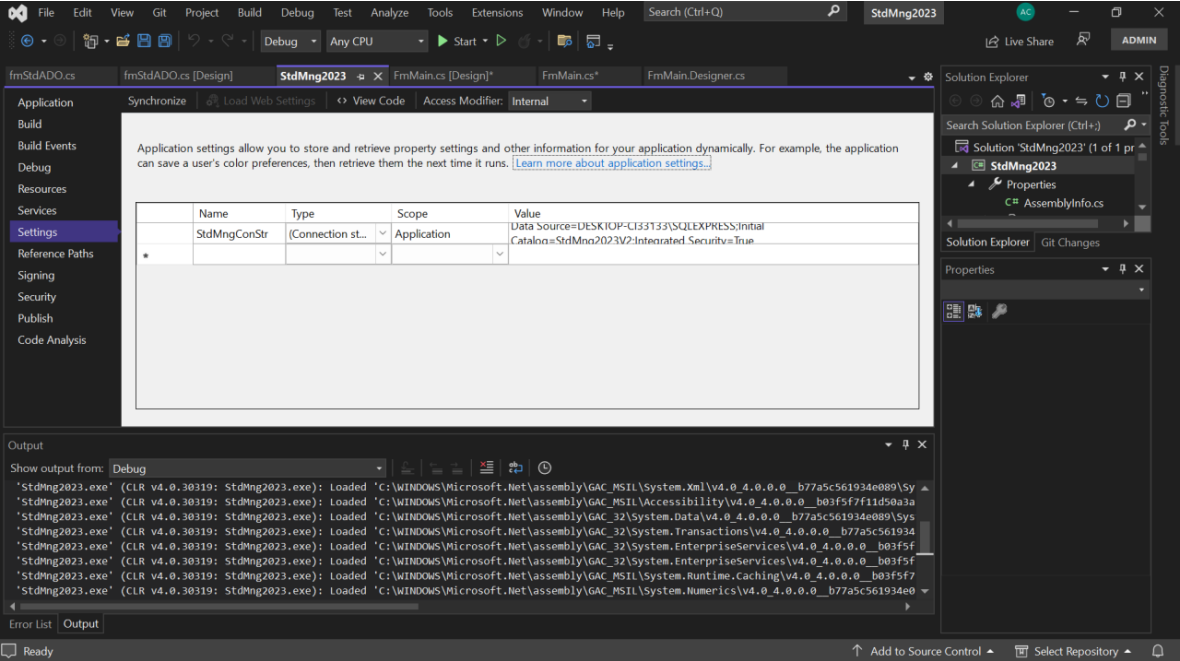 File Edit View Git Project Build Debug Test Analyze Tools Extensions Window Help Search (Ctrl+Q) StdMng2023 AC
Debug Any CPU Start Live Share ADMIN
fmStdADO.cs fmStdADO.cs [Design] StdMng2023 FmMain.cs [Design]* FmMain.cs* FmMain.Designer.cs
Application
Build
Build Events
Debug
Resources
Services
Settings
Reference Paths
Signing
Security
Publish
Code Analysis
Synchronize Load Web Settings View Code Access Modifier: Internal
Application settings allow you to store and retrieve property settings and other information for your application dynamically. For example, the application
can save a user's color preferences, then retrieve them the next time it runs. Learn more about application settings...
Name Type Scope Value
StdMngConStr (Connection st... Application Data Source=DESKTOP-CI33133\SQLEXPRESS;Initial
Catalog=StdMng2023V2;Integrated Security=True
*
Solution Explorer
Search Solution Explorer (Ctrl+;)
Solution 'StdMng2023' (1 of 1 pr
C# StdMng2023
Properties
C# AssemblyInfo.cs
Solution Explorer Git Changes
Properties
Diagnostic Tools
Output
Show output from: Debug
'StdMng2023.exe' (CLR v4.0.30319: StdMng2023.exe): Loaded 'C:\WINDOWS\Microsoft.Net\assembly\GAC_MSIL\System.Xml\v4.0_4.0.0.0__b77a5c561934e089\Sy
'StdMng2023.exe' (CLR v4.0.30319: StdMng2023.exe): Loaded 'C:\WINDOWS\Microsoft.Net\assembly\GAC_MSIL\Accessibility\v4.0_4.0.0.0__b03f5f7f11d50a3a
'StdMng2023.exe' (CLR v4.0.30319: StdMng2023.exe): Loaded 'C:\WINDOWS\Microsoft.Net\assembly\GAC_32\System.Data\v4.0_4.0.0.0__b77a5c561934e089\Sys
'StdMng2023.exe' (CLR v4.0.30319: StdMng2023.exe): Loaded 'C:\WINDOWS\Microsoft.Net\assembly\GAC_32\System.Transactions\v4.0_4.0.0.0__b77a5c561934
'StdMng2023.exe' (CLR v4.0.30319: StdMng2023.exe): Loaded 'C:\WINDOWS\Microsoft.Net\assembly\GAC_32\System.EnterpriseServices\v4.0_4.0.0.0__b03f5f
'StdMng2023.exe' (CLR v4.0.30319: StdMng2023.exe): Loaded 'C:\WINDOWS\Microsoft.Net\assembly\GAC_32\System.EnterpriseServices\v4.0_4.0.0.0__b03f5f
'StdMng2023.exe' (CLR v4.0.30319: StdMng2023.exe): Loaded 'C:\WINDOWS\Microsoft.Net\assembly\GAC_MSIL\System.Runtime.Caching\v4.0_4.0.0.0__b03f5f7
'StdMng2023.exe' (CLR v4.0.30319: StdMng2023.exe): Loaded 'C:\WINDOWS\Microsoft.Net\assembly\GAC_MSIL\System.Numerics\v4.0_4.0.0.0__b77a5c561934e0
Error List Output
Ready Add to Source Control Select Repository